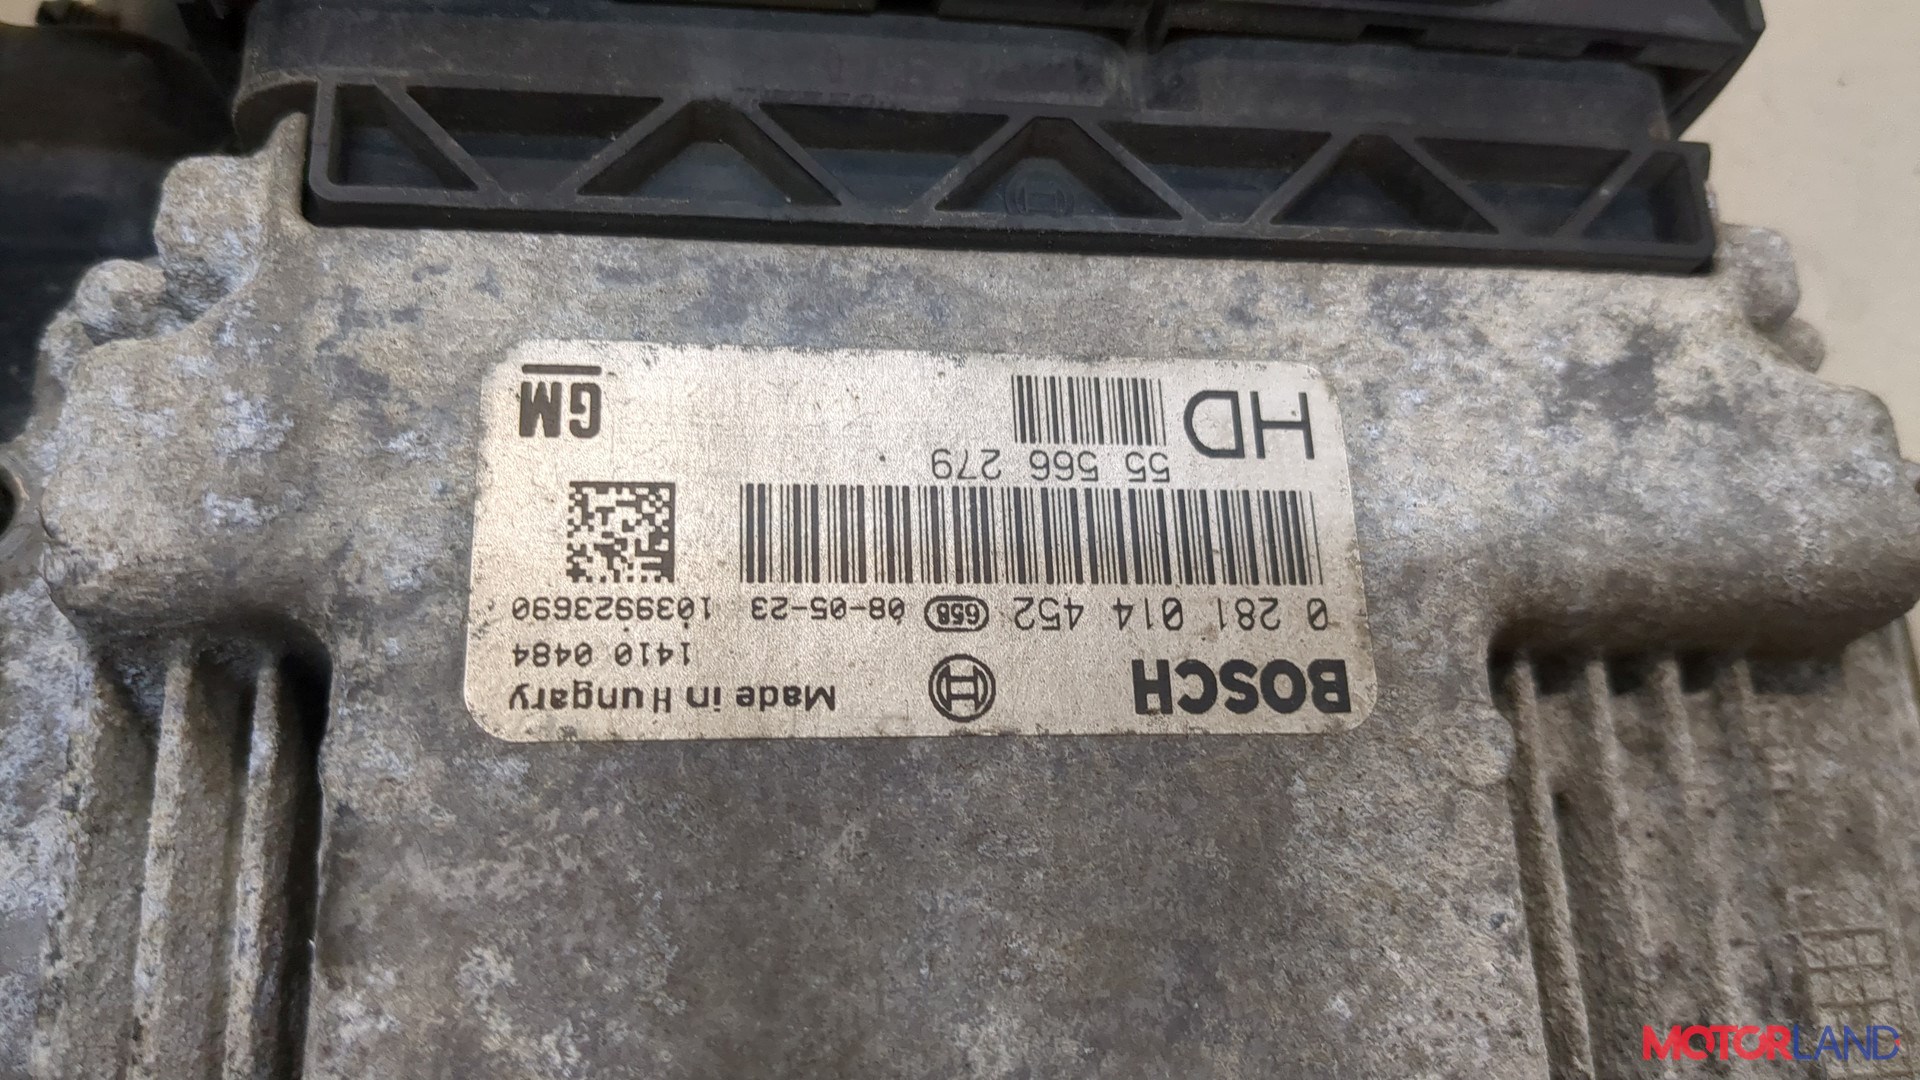 BOSCH Made in Hungary
1410 0484
0 281 014 452 658 08-05-23 1039923690
55 566 279
HD GM
MOTORLAND